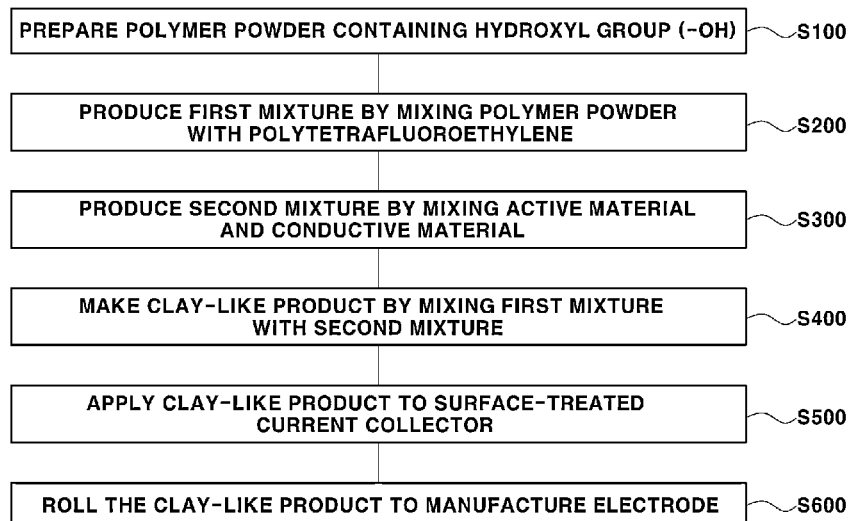 PREPARE POLYMER POWDER CONTAINING HYDROXYL GROUP (-OH)
S100
PRODUCE FIRST MIXTURE BY MIXING POLYMER POWDER
WITH POLYTETRAFLUOROETHYLENE
S200
PRODUCE SECOND MIXTURE BY MIXING ACTIVE MATERIAL
AND CONDUCTIVE MATERIAL
S300
MAKE CLAY-LIKE PRODUCT BY MIXING FIRST MIXTURE
WITH SECOND MIXTURE
S400
APPLY CLAY-LIKE PRODUCT TO SURFACE-TREATED
CURRENT COLLECTOR
S500
ROLL THE CLAY-LIKE PRODUCT TO MANUFACTURE ELECTRODE
S600